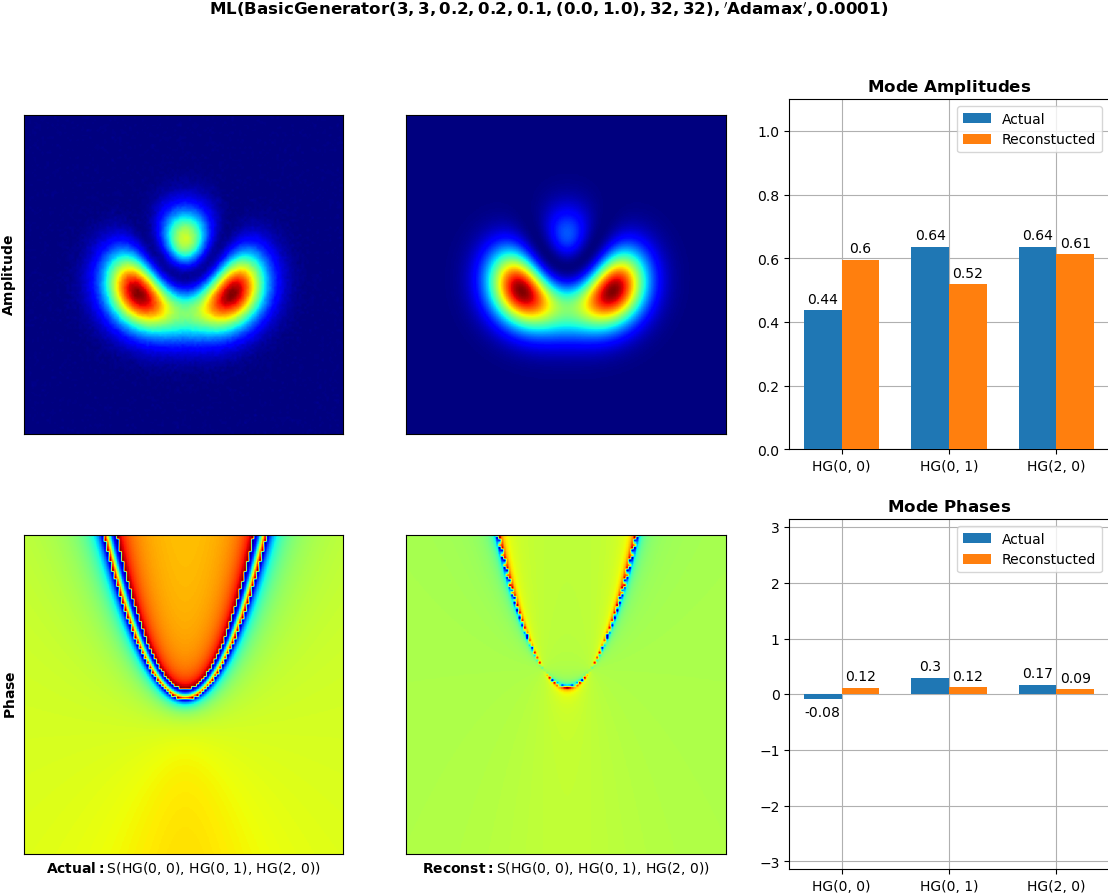 ML(BasicGenerator(3, 3, 0.2, 0.2, 0.1, (0.0, 1.0), 32, 32), ′Adamax′, 0.0001)
Amplitude
Mode Amplitudes
Actual
Reconstucted
1.0
0.8
0.6
0.4
0.2
0.0
0.44
0.6
0.64
0.52
0.64
0.61
HG(0, 0)
HG(0, 1)
HG(2, 0)
Phase
Actual: S(HG(0, 0), HG(0, 1), HG(2, 0))
Reconst: S(HG(0, 0), HG(0, 1), HG(2, 0))
Mode Phases
Actual
Reconstucted
3
2
1
0
−1
−2
−3
-0.08
0.12
0.3
0.12
0.17
0.09
HG(0, 0)
HG(0, 1)
HG(2, 0)